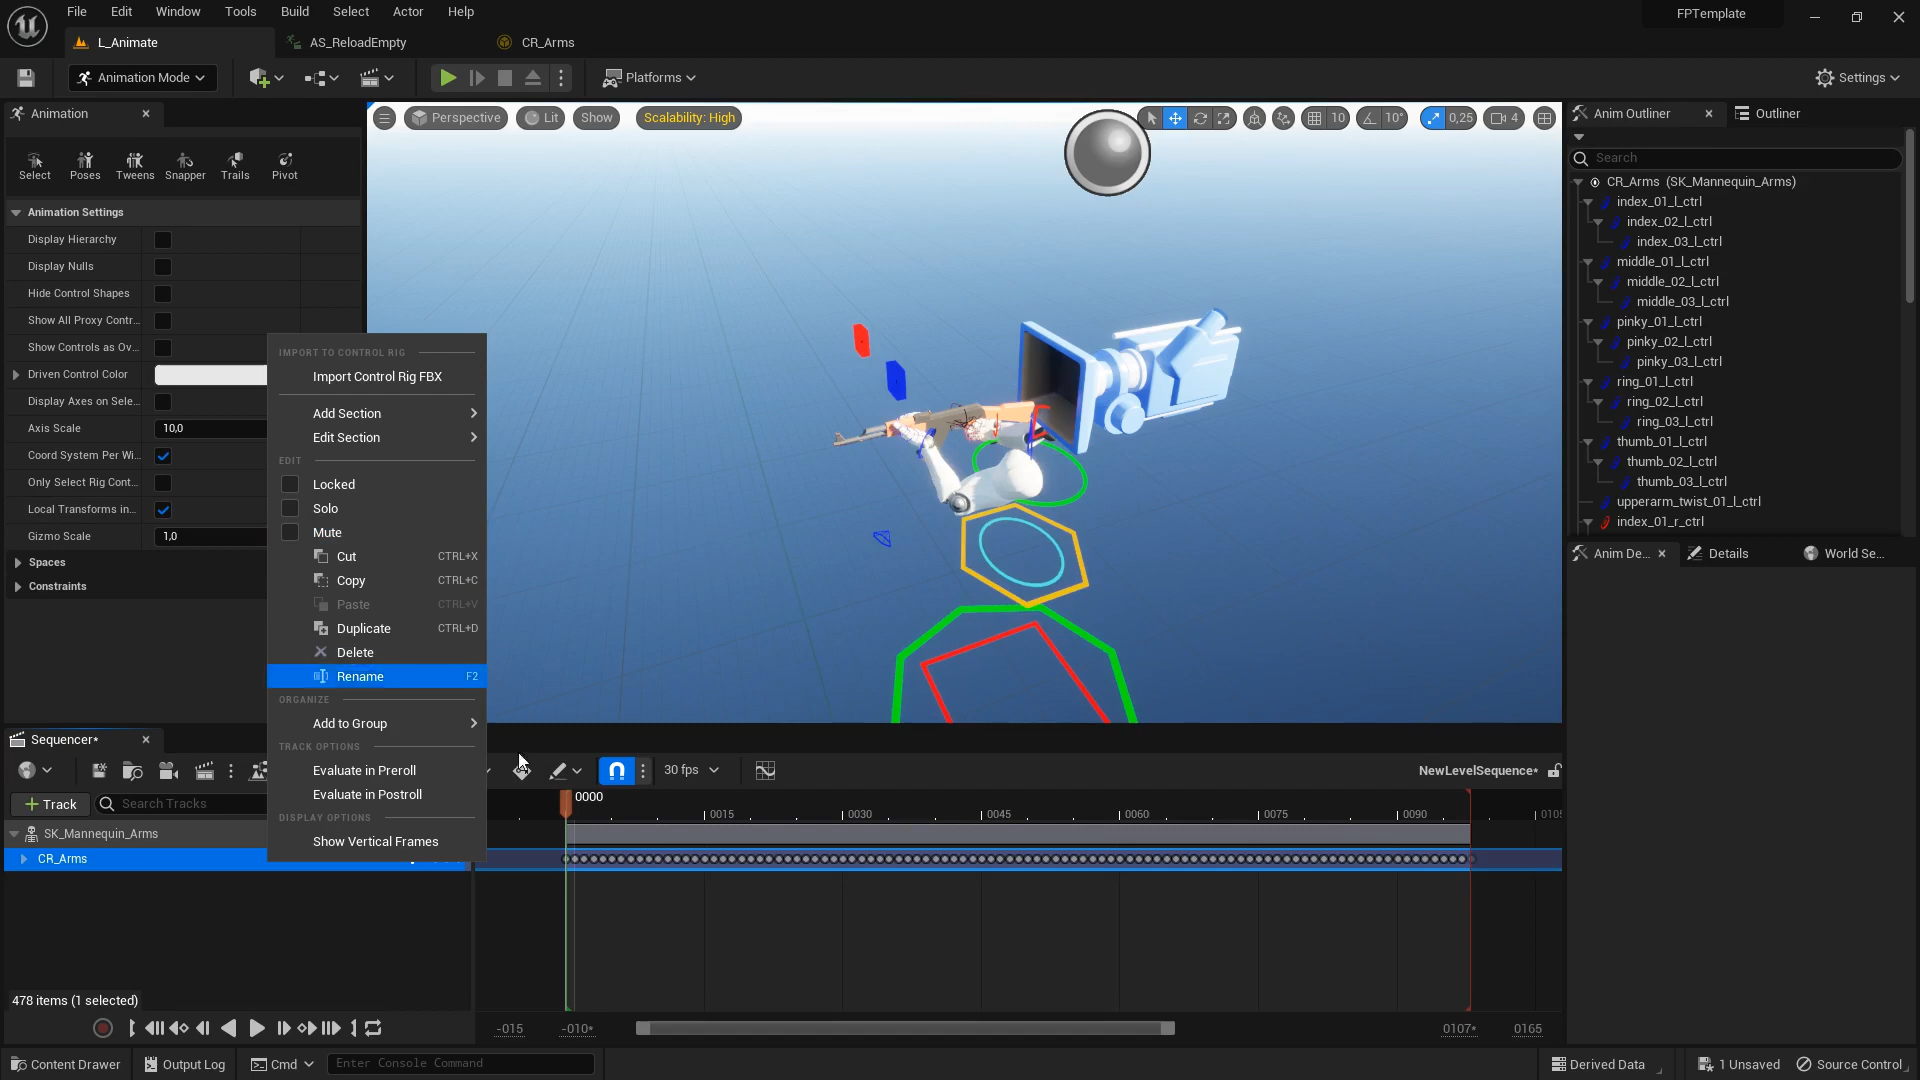 File Edit Window Tools Build Select Actor Help
FPTemplate
L_Animate AS_ReloadEmpty CR_Arms
Animation Mode Platforms Settings
Animation
Perspective Lit Show Scalability: High 10 10° 0,25 4
Anim Outliner Outliner
Search
Select Poses Tweens Snapper Trails Pivot
Animation Settings
Display Hierarchy
Display Nulls
Hide Control Shapes
Show All Proxy Contr...
Show Controls as Ov...
Driven Control Color
Display Axes on Sele...
Axis Scale 10,0
Coord System Per Wi...
Only Select Rig Cont...
Local Transforms in...
Gizmo Scale 1,0
Spaces
Constraints
IMPORT TO CONTROL RIG
Import Control Rig FBX
Add Section
Edit Section
EDIT
Locked
Solo
Mute
Cut CTRL+X
Copy CTRL+C
Paste CTRL+V
Duplicate CTRL+D
Delete
Rename F2
ORGANIZE
Add to Group
TRACK OPTIONS
Evaluate in Preroll
Evaluate in Postroll
DISPLAY OPTIONS
Show Vertical Frames
CR_Arms (SK_Mannequin_Arms)
index_01_l_ctrl
index_02_l_ctrl
index_03_l_ctrl
middle_01_l_ctrl
middle_02_l_ctrl
middle_03_l_ctrl
pinky_01_l_ctrl
pinky_02_l_ctrl
pinky_03_l_ctrl
ring_01_l_ctrl
ring_02_l_ctrl
ring_03_l_ctrl
thumb_01_l_ctrl
thumb_02_l_ctrl
thumb_03_l_ctrl
upperarm_twist_01_l_ctrl
index_01_r_ctrl
Anim De... Details World Se...
Sequencer*
30 fps
NewLevelSequence*
Track Search Tracks
0000
0015 0030 0045 0060 0075 0090 0105
SK_Mannequin_Arms
CR_Arms
478 items (1 selected)
-015 -010* 0107* 0165
Content Drawer Output Log Cmd Enter Console Command Derived Data 1 Unsaved Source Control